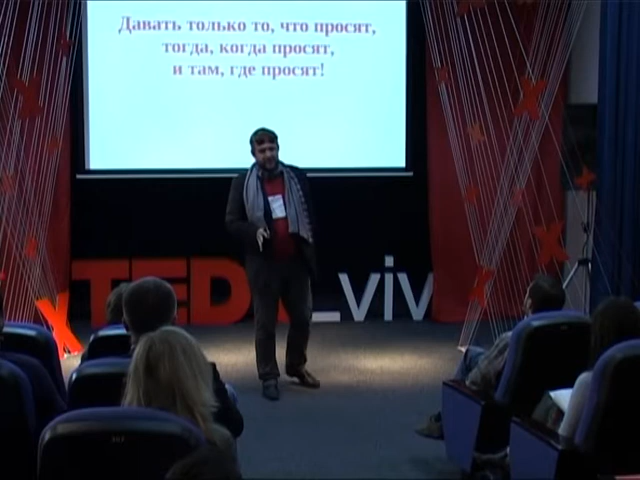 Давать только то, что просят,
тогда, когда просят,
и там, где просят!
TEDxLviv